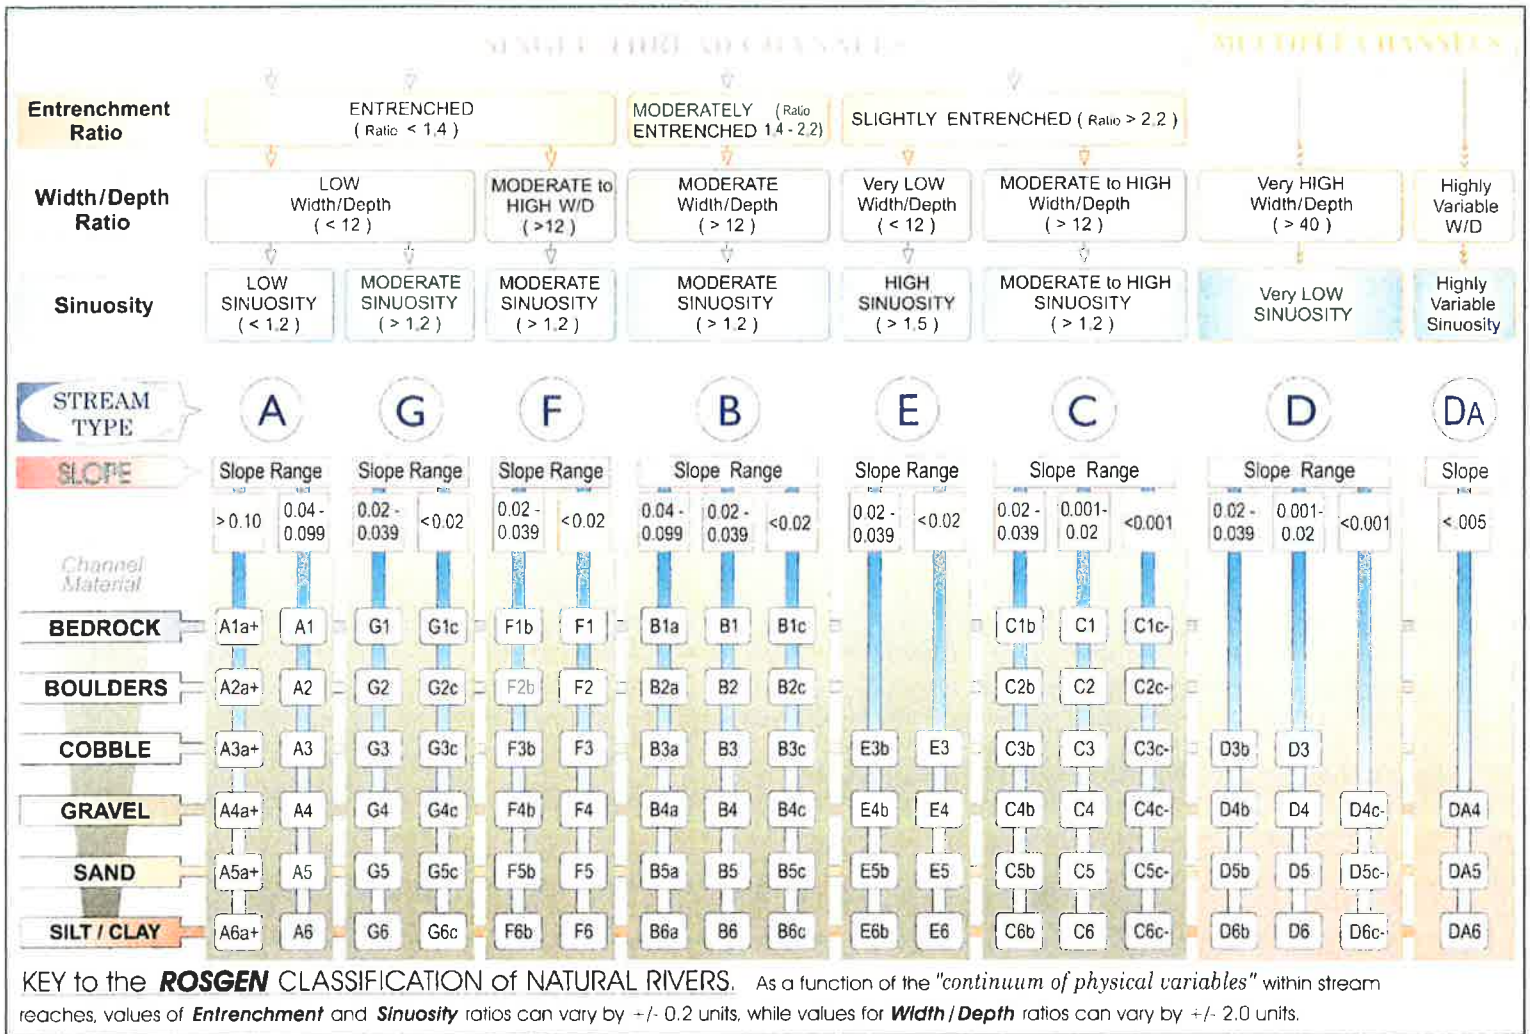 SINGLE-THREAD CHANNELS
MULTIPLE CHANNELS
Entrenchment
Ratio
ENTRENCHED
( Ratio < 1.4 )
MODERATELY ( Ratio
ENTRENCHED 1.4 - 2.2)
SLIGHTLY ENTRENCHED ( Ratio > 2.2 )
Width/Depth
Ratio
LOW
Width/Depth
( < 12 )
MODERATE to
HIGH W/D
( >12 )
MODERATE
Width/Depth
( > 12 )
Very LOW
Width/Depth
( < 12 )
MODERATE to HIGH
Width/Depth
( > 12 )
Very HIGH
Width/Depth
( > 40 )
Highly
Variable
W/D
Sinuosity
LOW
SINUOSITY
( < 1.2 )
MODERATE
SINUOSITY
( > 1.2 )
MODERATE
SINUOSITY
( > 1.2 )
MODERATE
SINUOSITY
( > 1.2 )
HIGH
SINUOSITY
( > 1.5 )
MODERATE to HIGH
SINUOSITY
( > 1.2 )
Very LOW
SINUOSITY
Highly
Variable
Sinuosity
STREAM
TYPE
A G F B E C D DA
SLOPE
Slope Range Slope Range Slope Range Slope Range Slope Range Slope Range Slope Range Slope
>0.10
0.04 -
0.099
0.02 -
0.039
<0.02
0.02 -
0.039
<0.02
0.04 -
0.099
0.02 -
0.039
<0.02
0.02 -
0.039
<0.02
0.02 -
0.039
0.001-
0.02
<0.001
0.02 -
0.039
0.001-
0.02
<0.001
<.005
Channel
Material
BEDROCK A1a+ A1 G1 G1c F1b F1 B1a B1 B1c C1b C1 C1c-
BOULDERS A2a+ A2 G2 G2c F2b F2 B2a B2 B2c C2b C2 C2c-
COBBLE A3a+ A3 G3 G3c F3b F3 B3a B3 B3c E3b E3 C3b C3 C3c- D3b D3
GRAVEL A4a+ A4 G4 G4c F4b F4 B4a B4 B4c E4b E4 C4b C4 C4c- D4b D4 D4c- DA4
SAND A5a+ A5 G5 G5c F5b F5 B5a B5 B5c E5b E5 C5b C5 C5c- D5b D5 D5c- DA5
SILT / CLAY A6a+ A6 G6 G6c F6b F6 B6a B6 B6c E6b E6 C6b C6 C6c- D6b D6 D6c- DA6
KEY to the ROSGEN CLASSIFICATION of NATURAL RIVERS. As a function of the "continuum of physical variables" within stream
reaches, values of Entrenchment and Sinuosity ratios can vary by +/- 0.2 units, while values for Width / Depth ratios can vary by +/- 2.0 units.